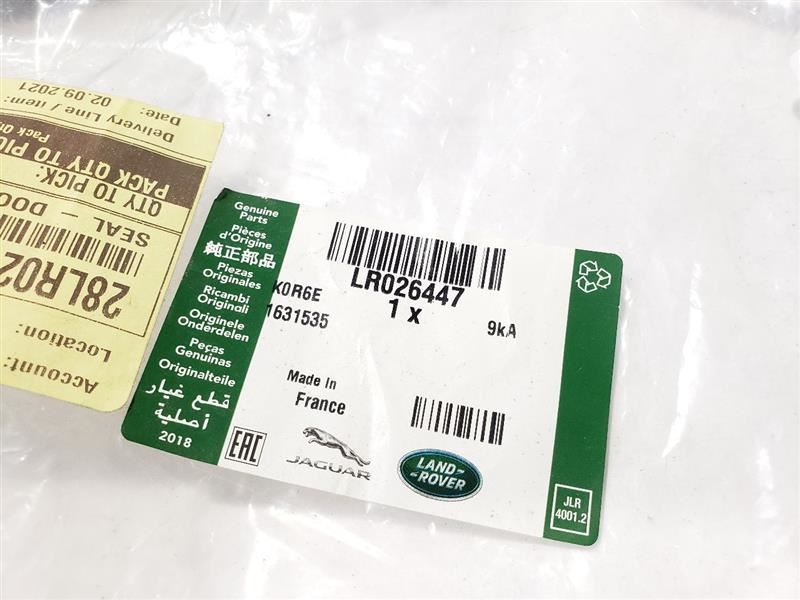 Date:
02.09.2021
Delivery Line / Item:
Pack
QTY TO PICK:
PACK QTY TO
SEAL - DOO
28LR02
Location:
Account:
Genuine
Parts
Pièces
d'Origine
純正部品
Piezas
Originales
Ricambi
Originali
Originele
Onderdelen
Peças
Genuínas
Originalteile
قطع غيار
أصلية
2018
LR026447
K0R6E
1 x
1631535
9kA
Made In
France
EAC
JAGUAR
LAND-
-ROVER
JLR
4001.2